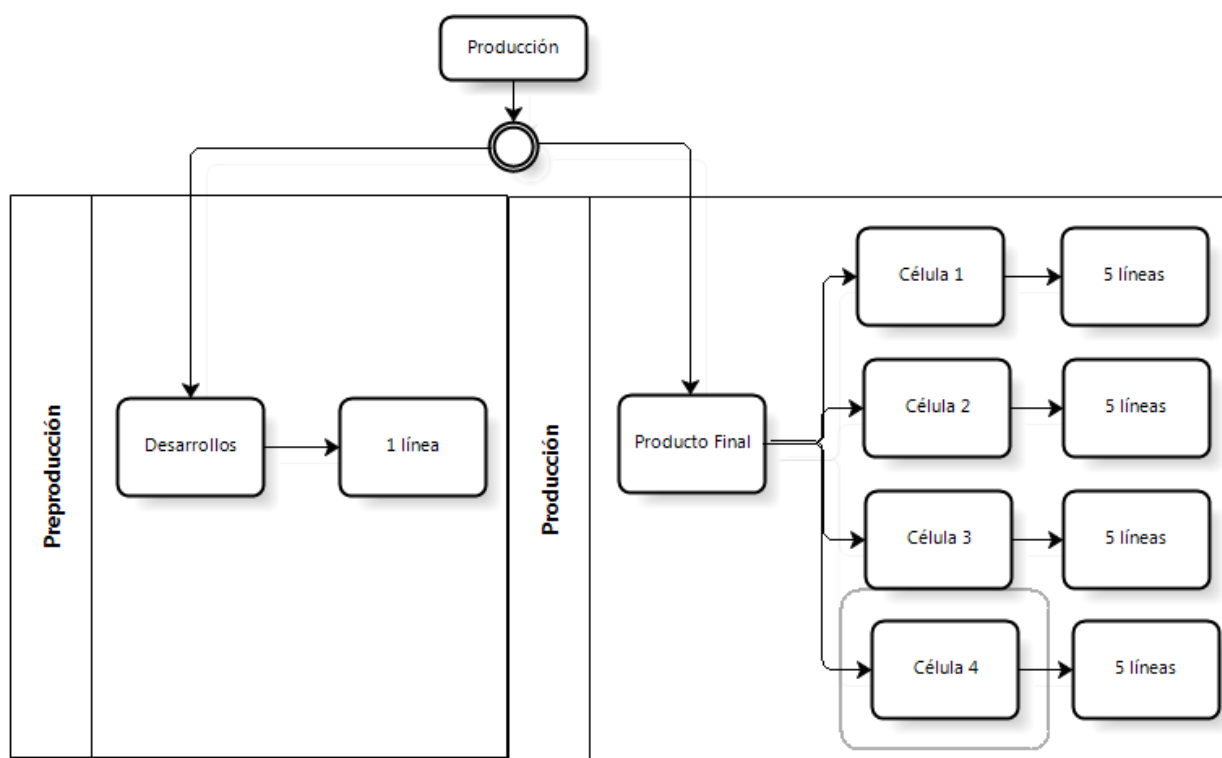 Producción
Preproducción
Desarrollos
1 línea
Producción
Producto Final
Célula 1
5 líneas
Célula 2
5 líneas
Célula 3
5 líneas
Célula 4
5 líneas